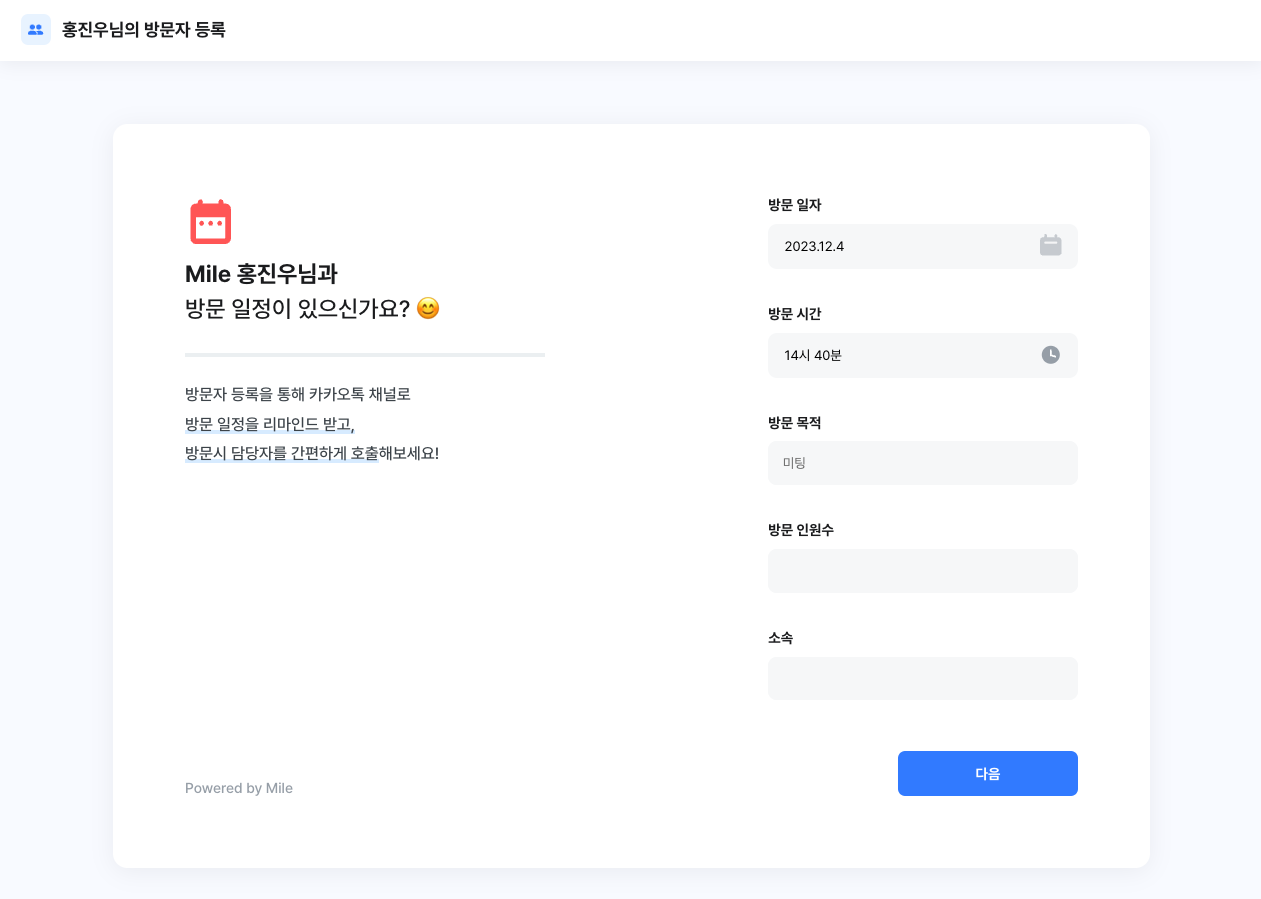 홍진우님의 방문자 등록
Mile 홍진우님과
방문 일정이 있으신가요? 😊
방문자 등록을 통해 카카오톡 채널로
방문 일정을 리마인드 받고,
방문시 담당자를 간편하게 호출해보세요!
Powered by Mile
방문 일자
2023.12.4
방문 시간
14시 40분
방문 목적
미팅
방문 인원수
소속
다음